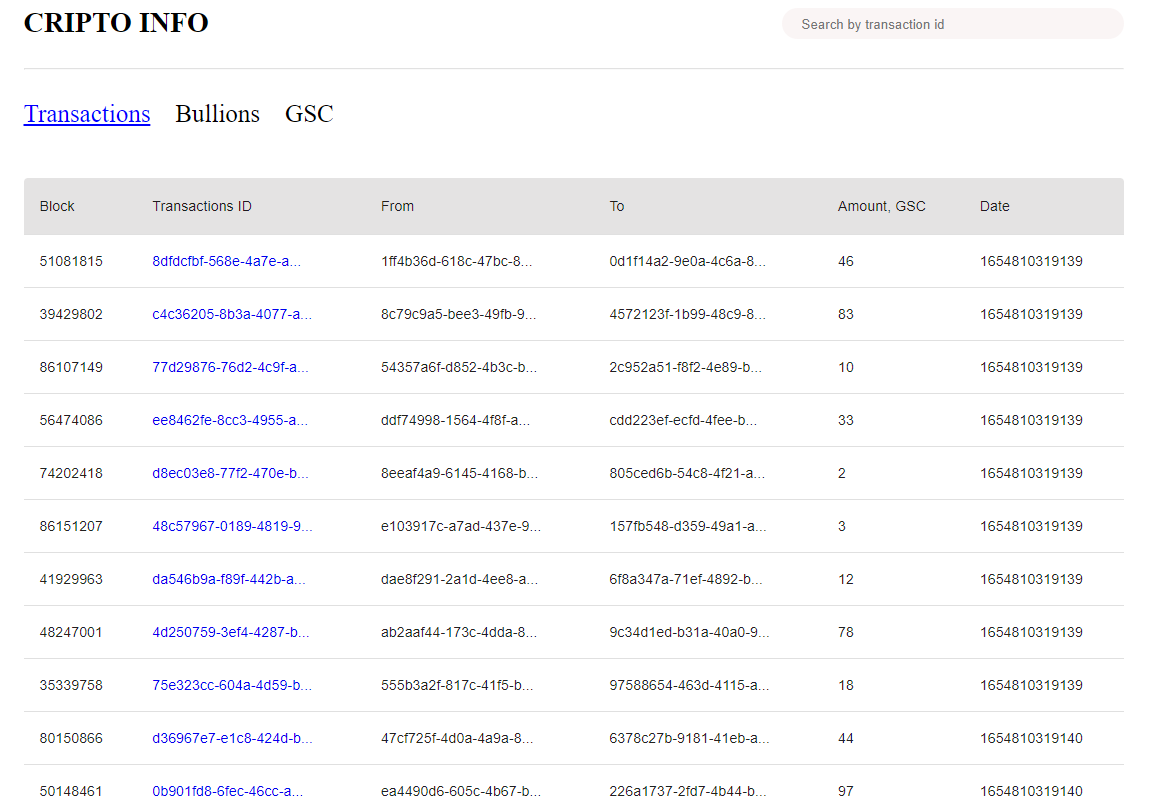 CRIPTO INFO
Search by transaction id
Transactions Bullions GSC
Block Transactions ID From To Amount, GSC Date
51081815 8dfdcfbf-568e-4a7e-a... 1ff4b36d-618c-47bc-8... 0d1f14a2-9e0a-4c6a-8... 46 1654810319139
39429802 c4c36205-8b3a-4077-a... 8c79c9a5-bee3-49fb-9... 4572123f-1b99-48c9-8... 83 1654810319139
86107149 77d29876-76d2-4c9f-a... 54357a6f-d852-4b3c-b... 2c952a51-f8f2-4e89-b... 10 1654810319139
56474086 ee8462fe-8cc3-4955-a... ddf74998-1564-4f8f-a... cdd223ef-ecfd-4fee-b... 33 1654810319139
74202418 d8ec03e8-77f2-470e-b... 8eeaf4a9-6145-4168-b... 805ced6b-54c8-4f21-a... 2 1654810319139
86151207 48c57967-0189-4819-9... e103917c-a7ad-437e-9... 157fb548-d359-49a1-a... 3 1654810319139
41929963 da546b9a-f89f-442b-a... dae8f291-2a1d-4ee8-a... 6f8a347a-71ef-4892-b... 12 1654810319139
48247001 4d250759-3ef4-4287-b... ab2aaf44-173c-4dda-8... 9c34d1ed-b31a-40a0-9... 78 1654810319139
35339758 75e323cc-604a-4d59-b... 555b3a2f-817c-41f5-b... 97588654-463d-4115-a... 18 1654810319139
80150866 d36967e7-e1c8-424d-b... 47cf725f-4d0a-4a9a-8... 6378c27b-9181-41eb-a... 44 1654810319140
50148461 0b901fd8-6fec-46cc-a... ea4490d6-605c-4b67-b... 226a1737-2fd7-4b44-b... 97 1654810319140